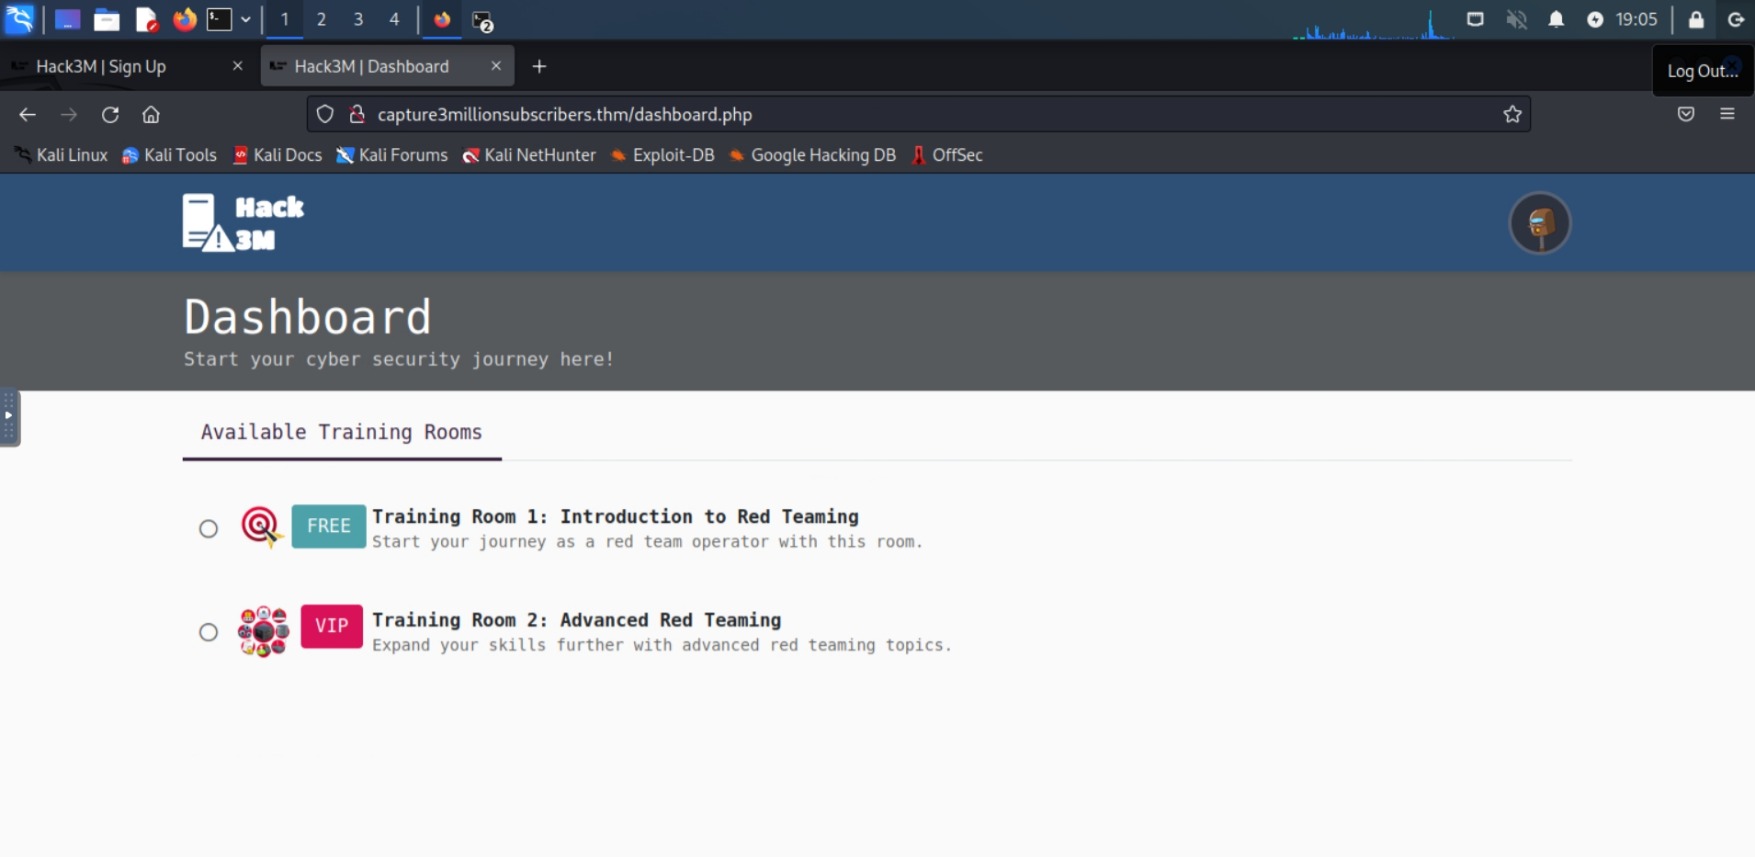 1 2 3 4 2 19:05
Hack3M | Sign Up Hack3M | Dashboard
Log Out...
capture3millionsubscribers.thm/dashboard.php
Kali Linux Kali Tools Kali Docs Kali Forums Kali NetHunter Exploit-DB Google Hacking DB OffSec
Hack
3M
Dashboard
Start your cyber security journey here!
Available Training Rooms
FREE Training Room 1: Introduction to Red Teaming
Start your journey as a red team operator with this room.
VIP Training Room 2: Advanced Red Teaming
Expand your skills further with advanced red teaming topics.